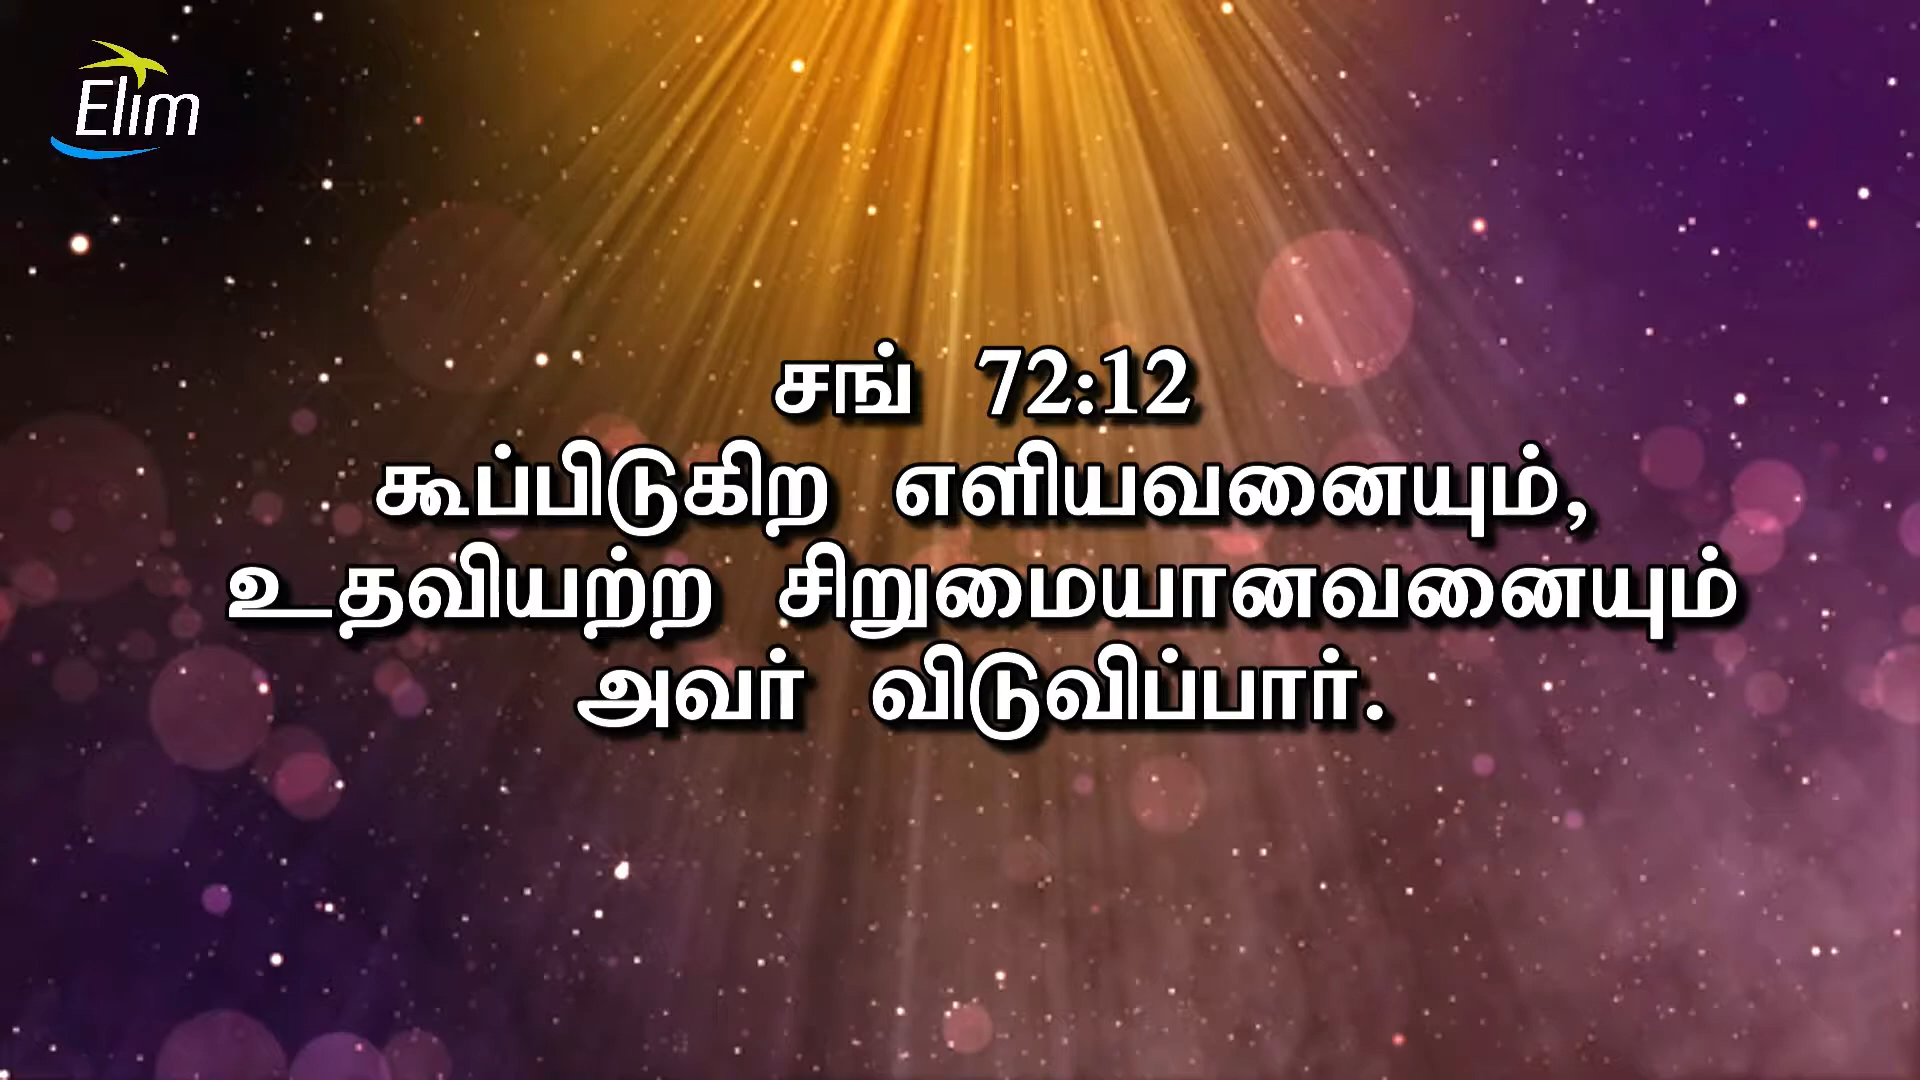 Elim
சங் 72:12
கூப்பிடுகிற எளியவனையும்,
உதவியற்ற சிறுமையானவனையும்
அவர் விடுவிப்பார்.